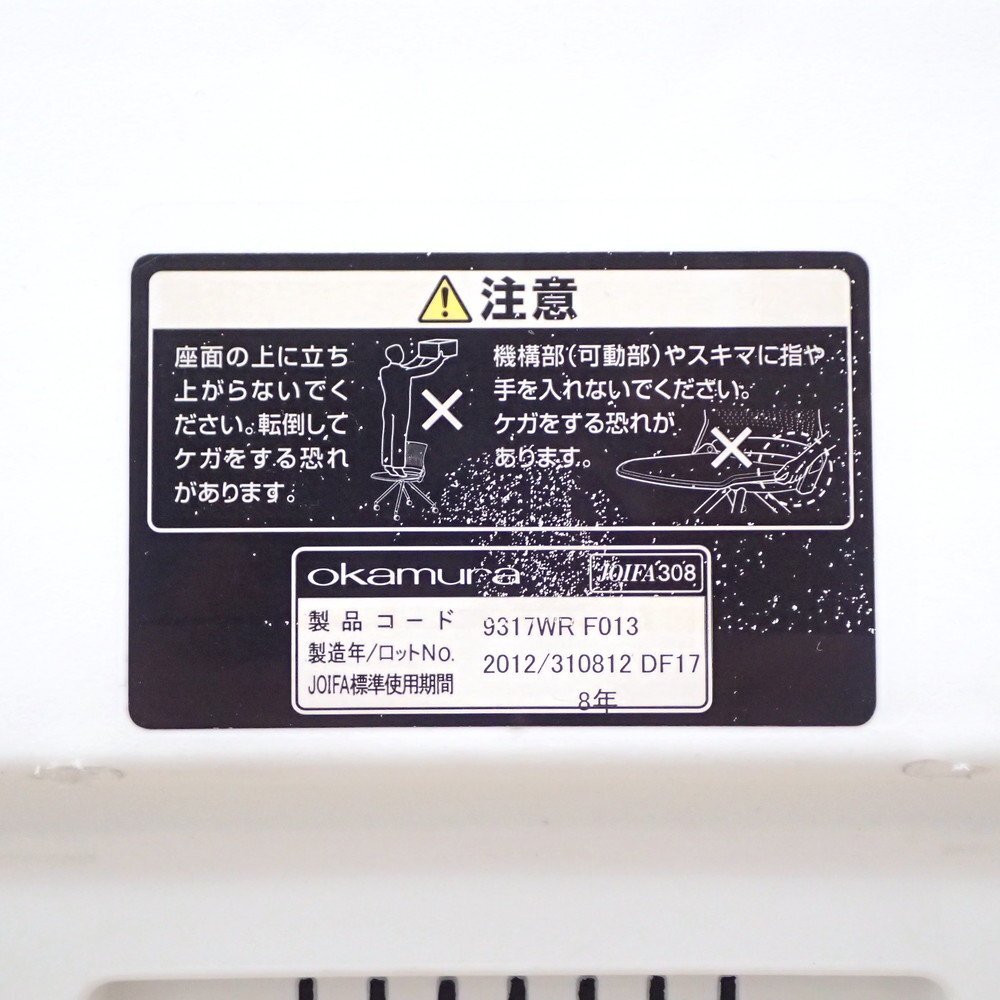 注意
座面の上に立ち
上がらないでく
ださい。転倒して
ケガをする恐れ
があります。
機構部(可動部)やスキマに指や
手を入れないでください。
ケガをする恐れが
あります。
okamura
JOIFA308
製品コード 9317WR F013
製造年/ロットNo. 2012/310812 DF17
JOIFA標準使用期間 8年